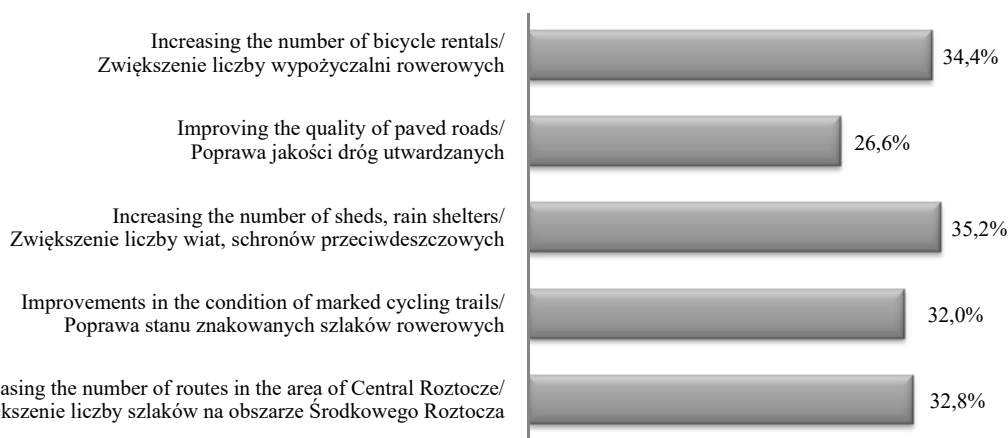 Increasing the number of bicycle rentals/
Zwiększenie liczby wypożyczalni rowerowych
34,4%
Improving the quality of paved roads/
Poprawa jakości dróg utwardzanych
26,6%
Increasing the number of sheds, rain shelters/
Zwiększenie liczby wiat, schronów przeciwdeszczowych
35,2%
Improvements in the condition of marked cycling trails/
Poprawa stanu znakowanych szlaków rowerowych
32,0%
asing the number of routes in the area of Central Roztocze/
kszenie liczby szlaków na obszarze Środkowego Roztocza
32,8%